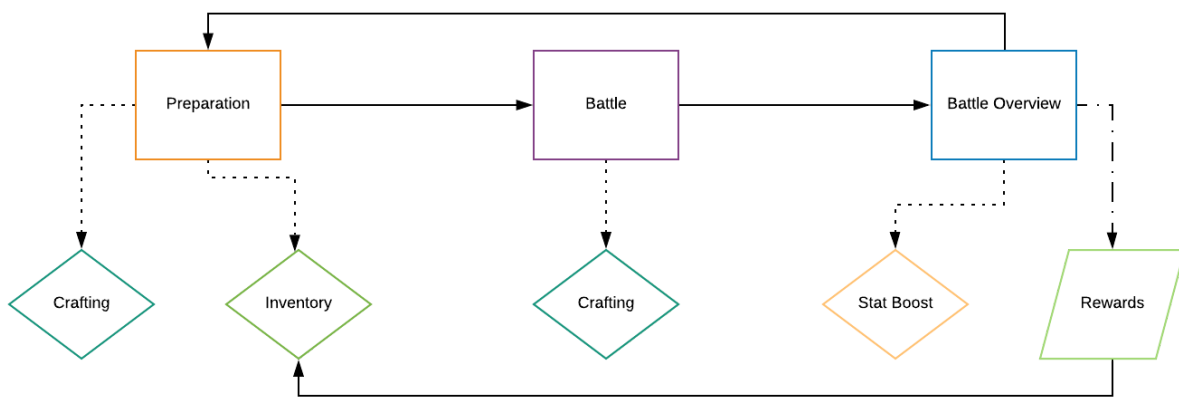 Preparation
Battle
Battle Overview
Crafting
Inventory
Crafting
Stat Boost
Rewards